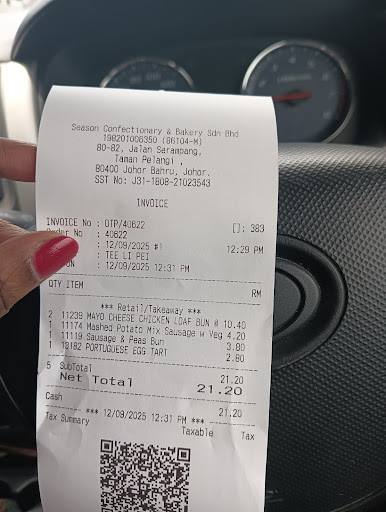 Season Confectionary & Bakery Sdn Bhd
198201006350 (86104-M)
80-82, Jalan Serampang,
Taman Pelangi ,
80400 Johor Bahru, Johor.
SST No: J31-1808-21023543
INVOICE
INVOICE No : OTP/40622 []: 383
Order No : 40622
: 12/09/2025 #1 12:29 PM
: TEE LI PEI
: 12/09/2025 12:31 PM
QTY ITEM RM
*** Retail/Takeaway ***
2 11239 MAYO CHEESE CHICKEN LOAF BUN @ 10.40
1 11174 Mashed Potato Mix Sausage w Veg 4.20
1 11119 Sausage & Peas Bun 3.80
1 18182 PORTUGUESE EGG TART 2.80
5 SubTotal 21.20
Net Total 21.20
Cash 21.20
--- *** 12/09/2025 12:31 PM *** ---
Tax Summary Taxable Tax